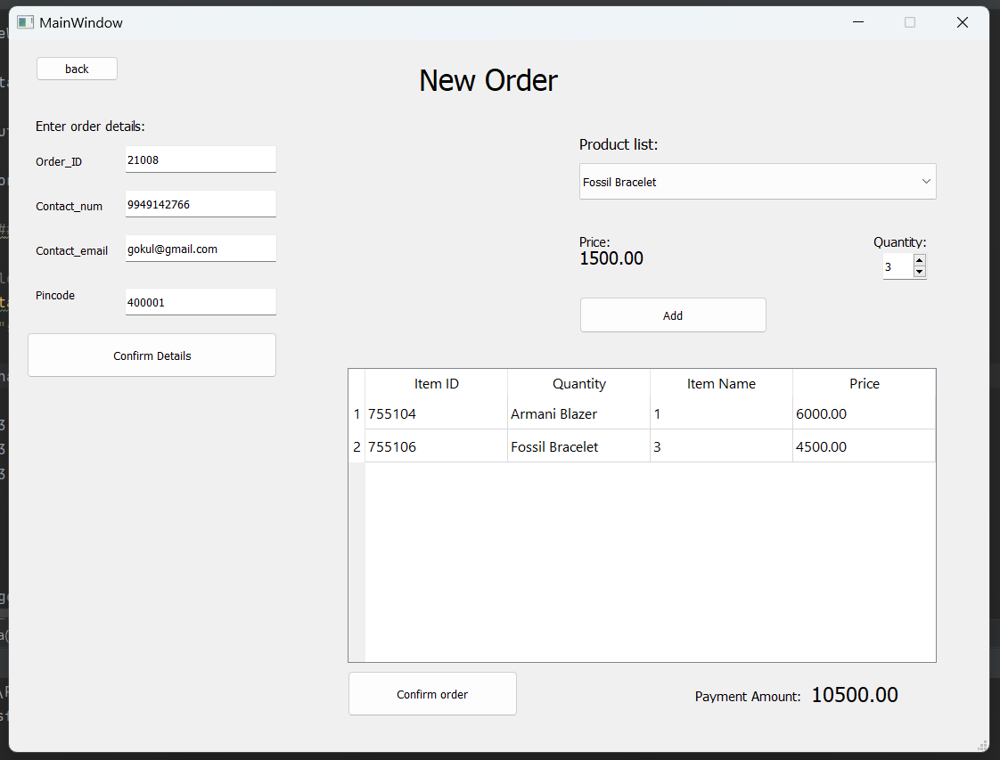 MainWindow
back
New Order
Enter order details:
Order_ID 21008
Contact_num 9949142766
Contact_email gokul@gmail.com
Pincode 400001
Confirm Details
Product list:
Fossil Bracelet
Price: Quantity:
1500.00 3
Add
Item ID Quantity Item Name Price
1 755104 Armani Blazer 1 6000.00
2 755106 Fossil Bracelet 3 4500.00
Confirm order
Payment Amount: 10500.00